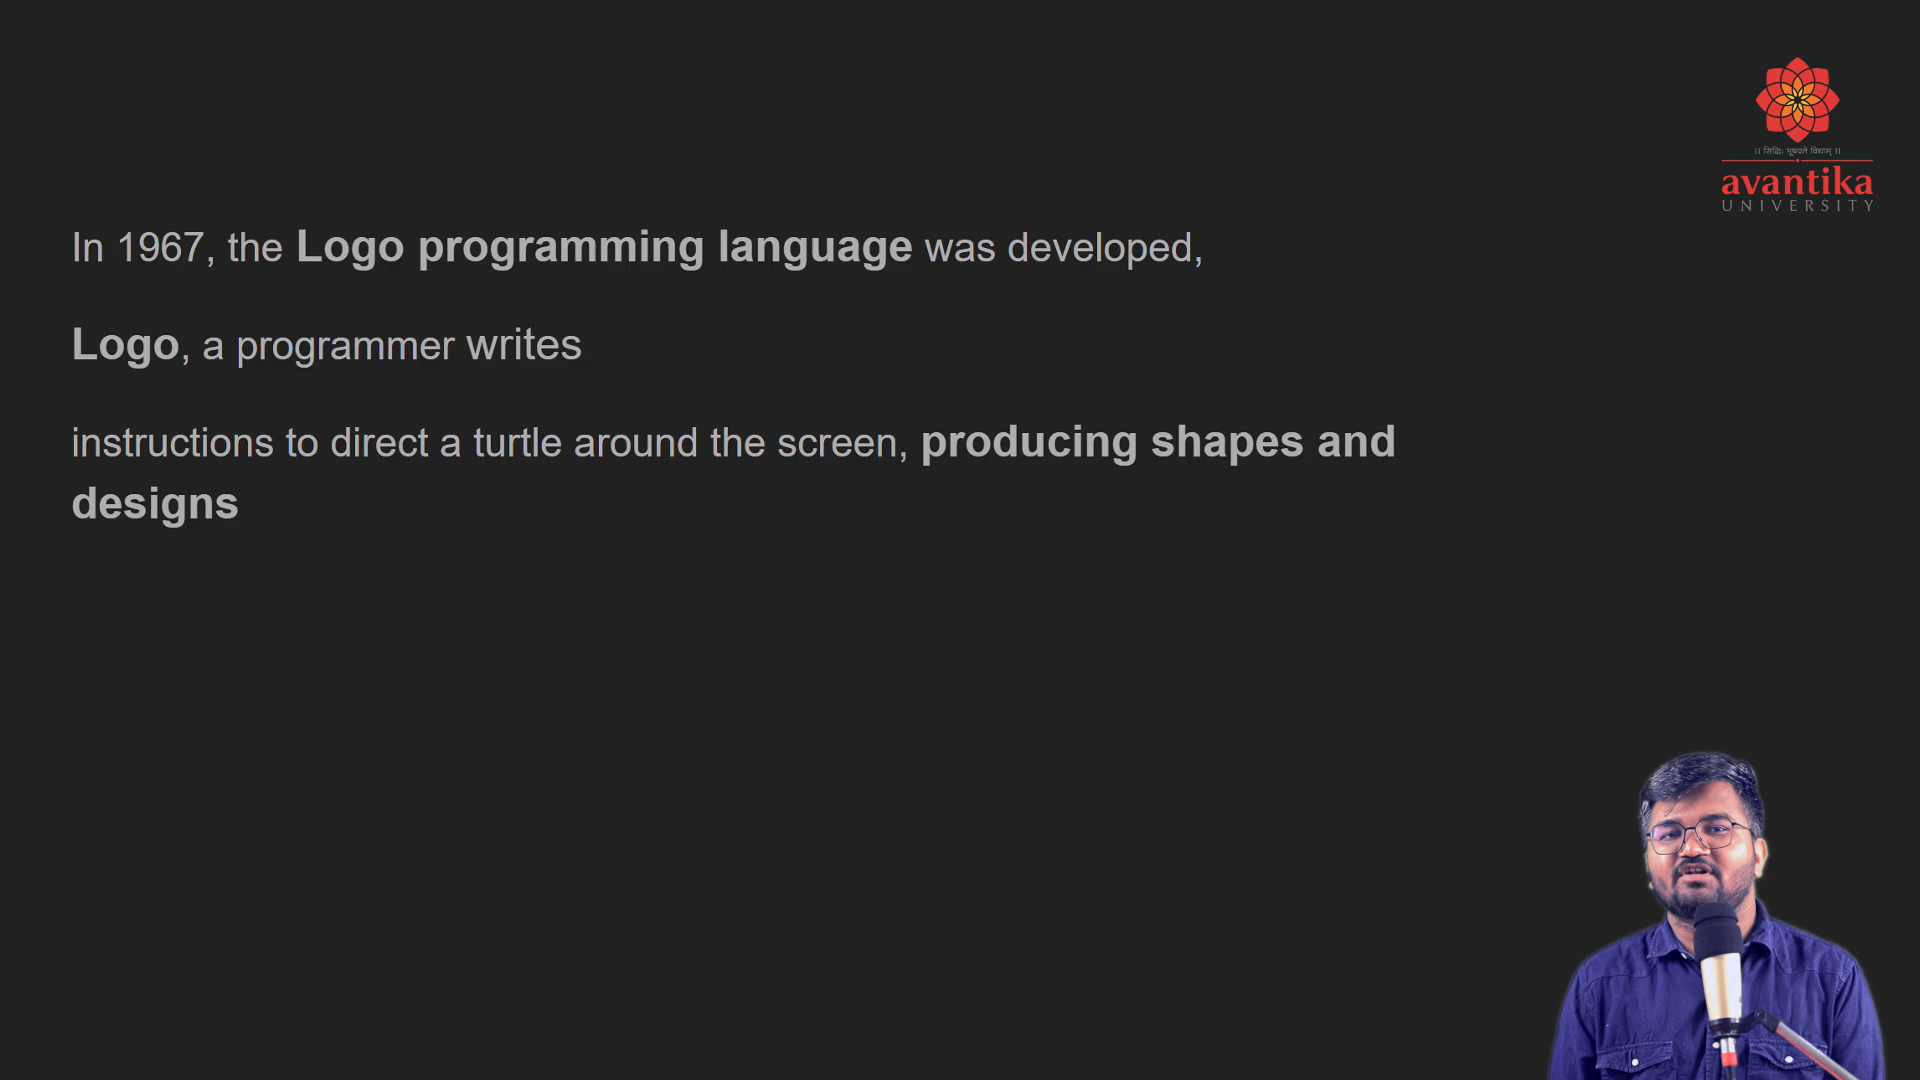 ।। सिद्धिः भूषयते विद्याम् ।।
avantika
UNIVERSITY
In 1967, the Logo programming language was developed,
Logo, a programmer writes
instructions to direct a turtle around the screen, producing shapes and
designs